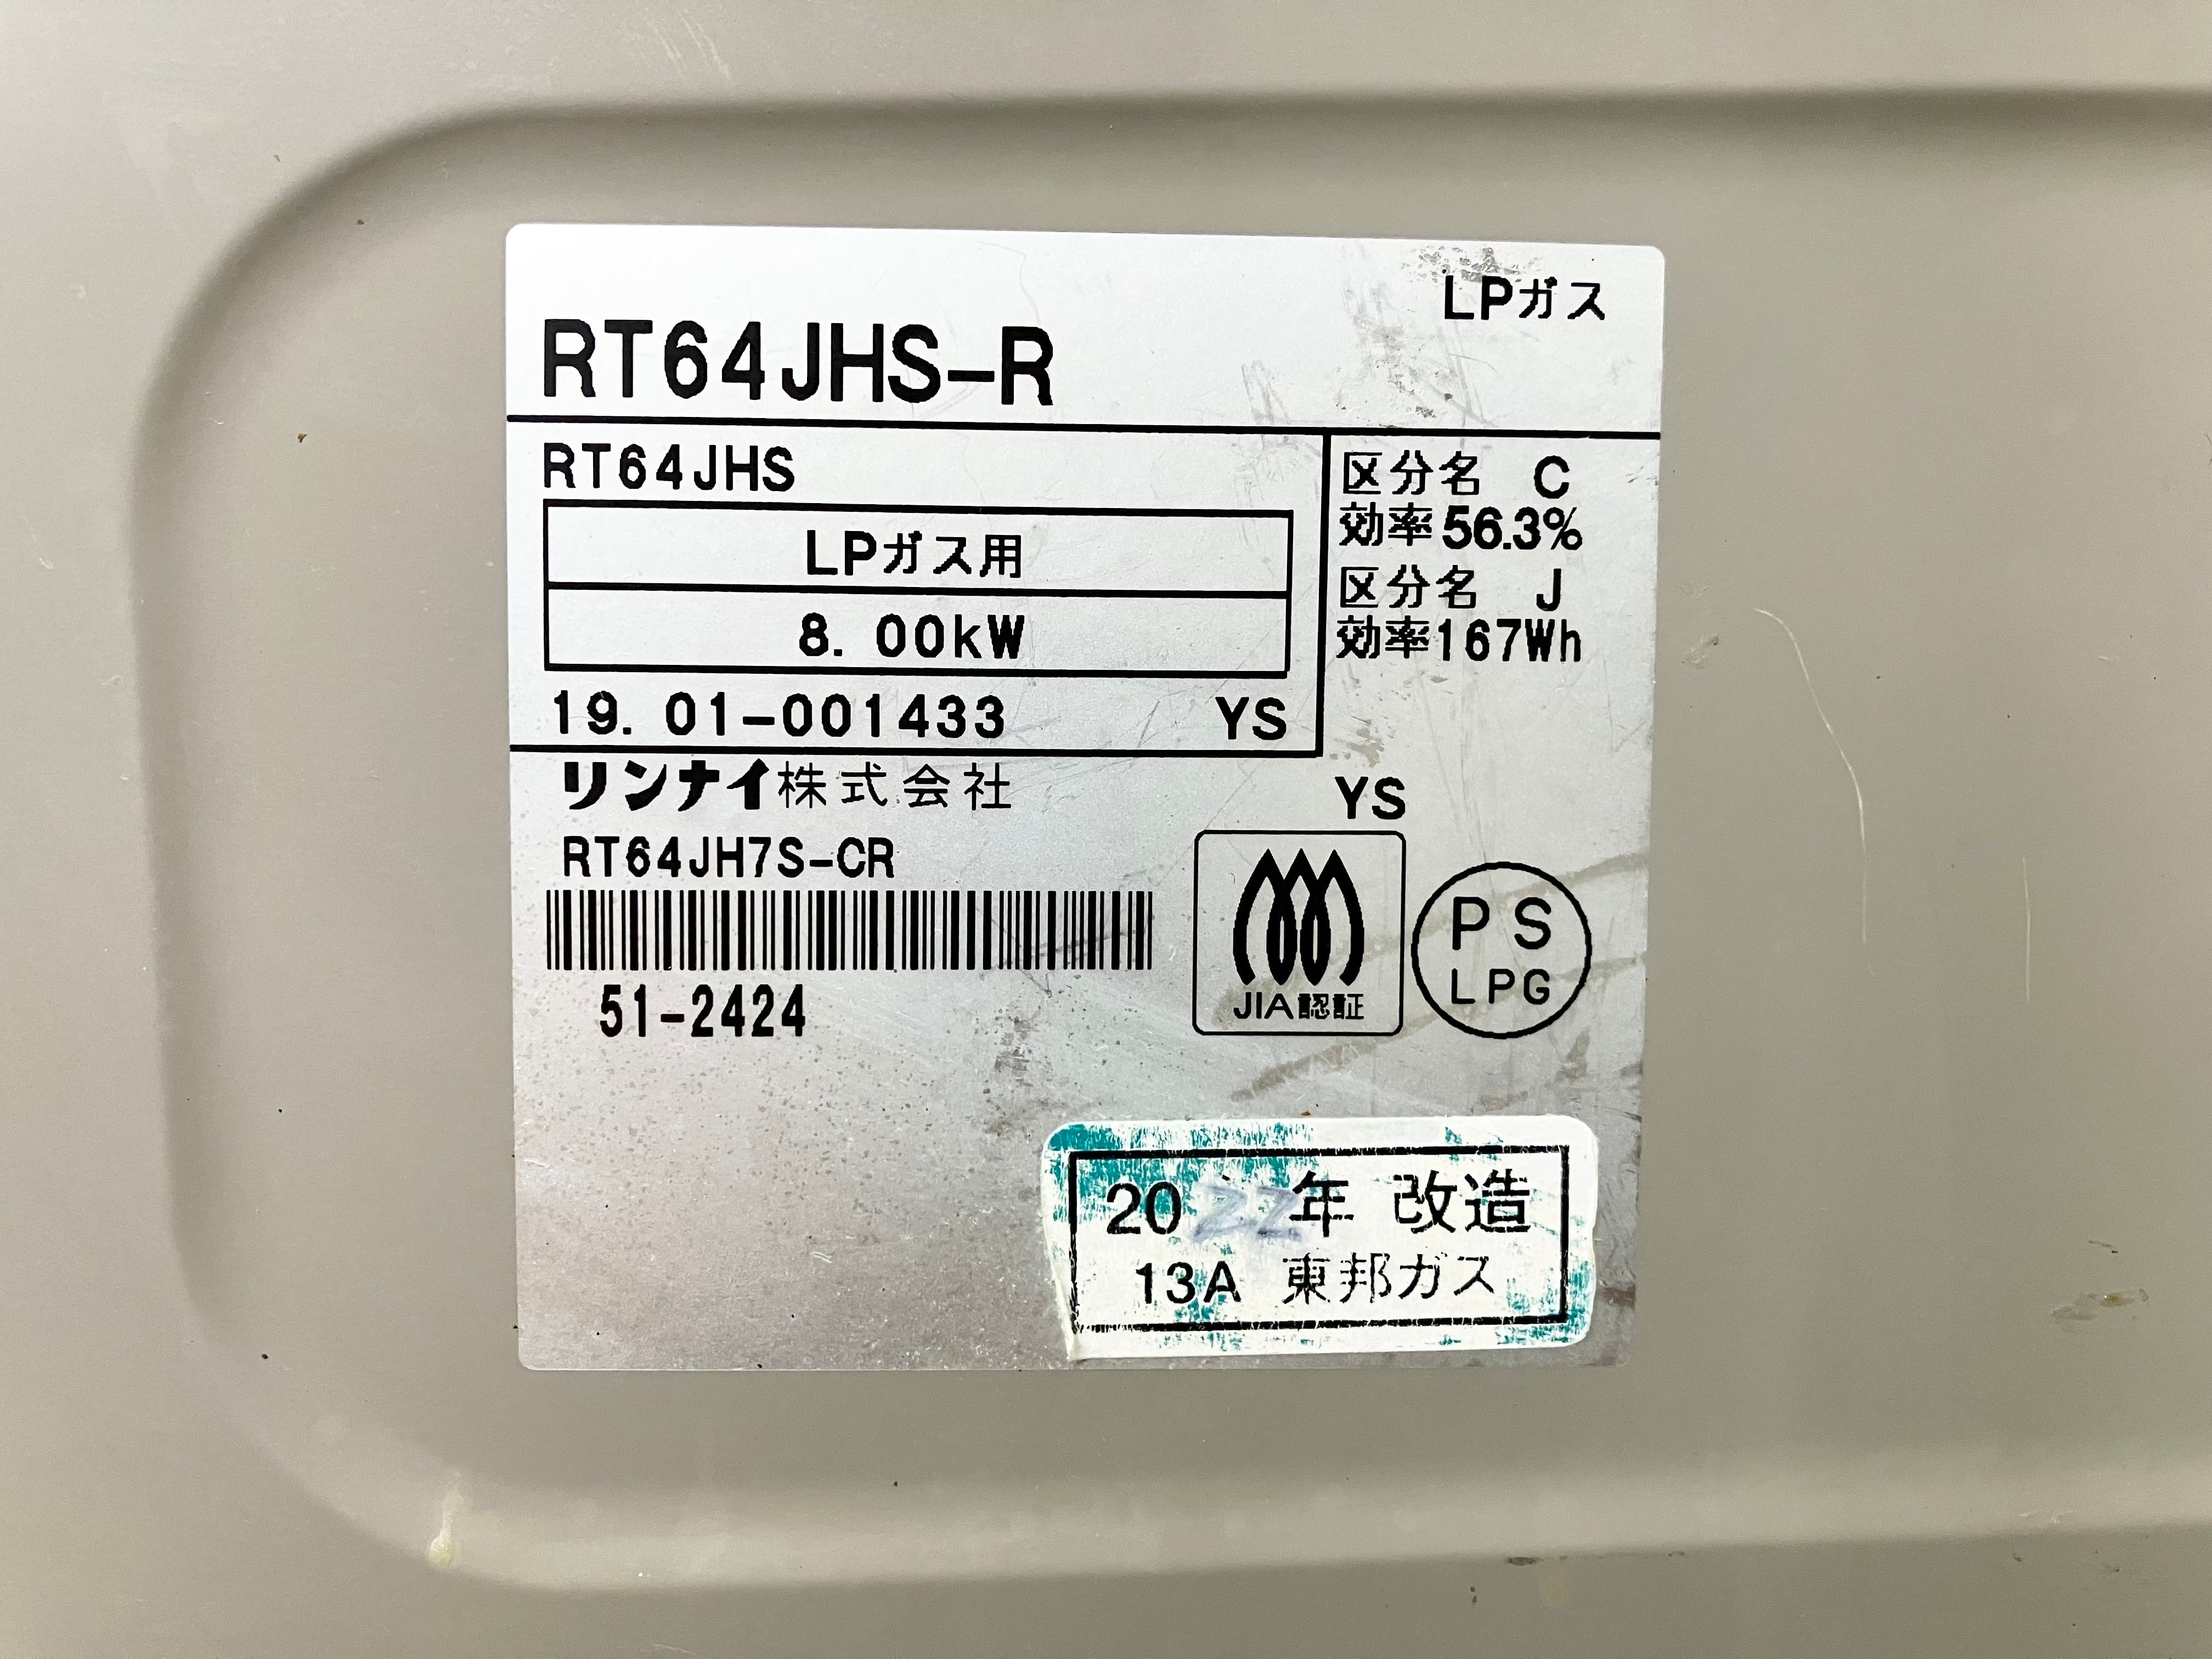 LPガス
RT64JHS-R
RT64JHS
LPガス用
8.00kW
19.01-001433 YS
区分名 C
効率56.3%
区分名 J
効率167Wh
リンナイ株式会社
YS
RT64JH7S-CR
51-2424
JIA認証
PS
LPG
2022年 改造
13A 東邦ガス